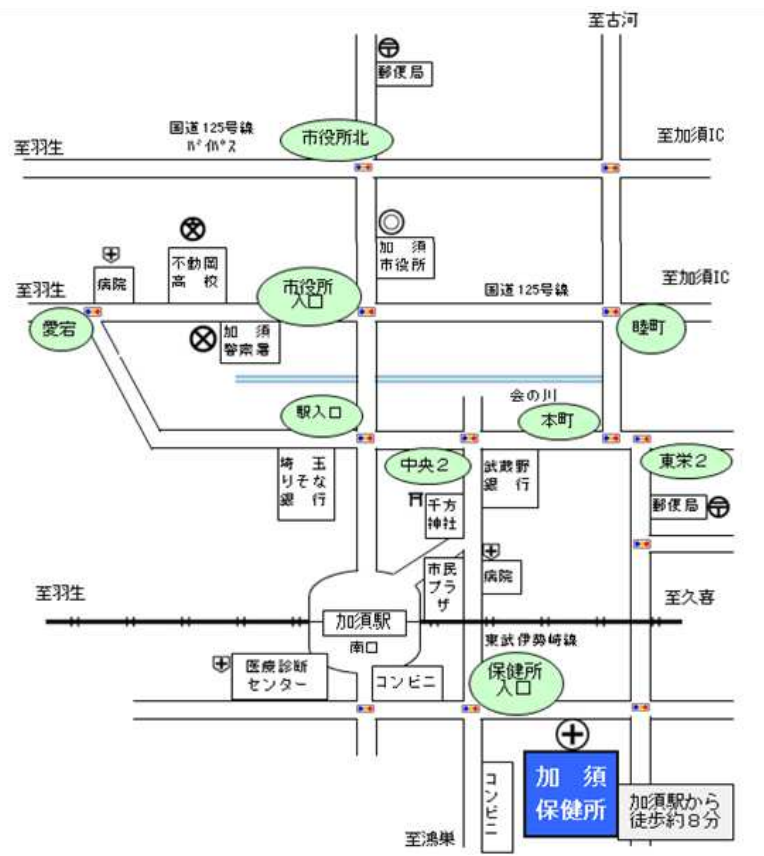 至古河
郵便局
国道125号線
バイパス
市役所北
至羽生
至加須IC
加須
市役所
不動岡
高校
病院
至羽生
市役所
入口
国道125号線
至加須IC
愛宕
加須
警察署
睦町
会の川
駅入口
本町
埼玉
りそな
銀行
中央2
武蔵野
銀行
東栄2
千方
神社
郵便局
市民
プラ
ザ
病院
至羽生
至久喜
加須駅
南口
東武伊勢崎線
医療診断
センター
コンビニ
保健所
入口
コンビニ
加須
保健所
加須駅から
徒歩約8分
至鴻巣